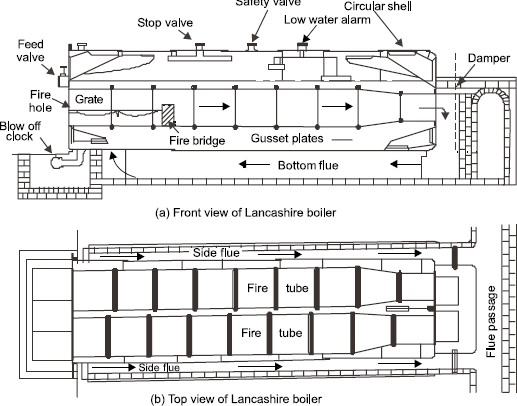 Safety valve
Circular shell
Stop valve
Low water alarm
Feed
valve
Damper
Fire
hole
Grate
Blow off
clock
Fire bridge
Gusset plates
Bottom flue
(a) Front view of Lancashire boiler
Side flue
Fire tube
Fire tube
Flue passage
Side flue
(b) Top view of Lancashire boiler